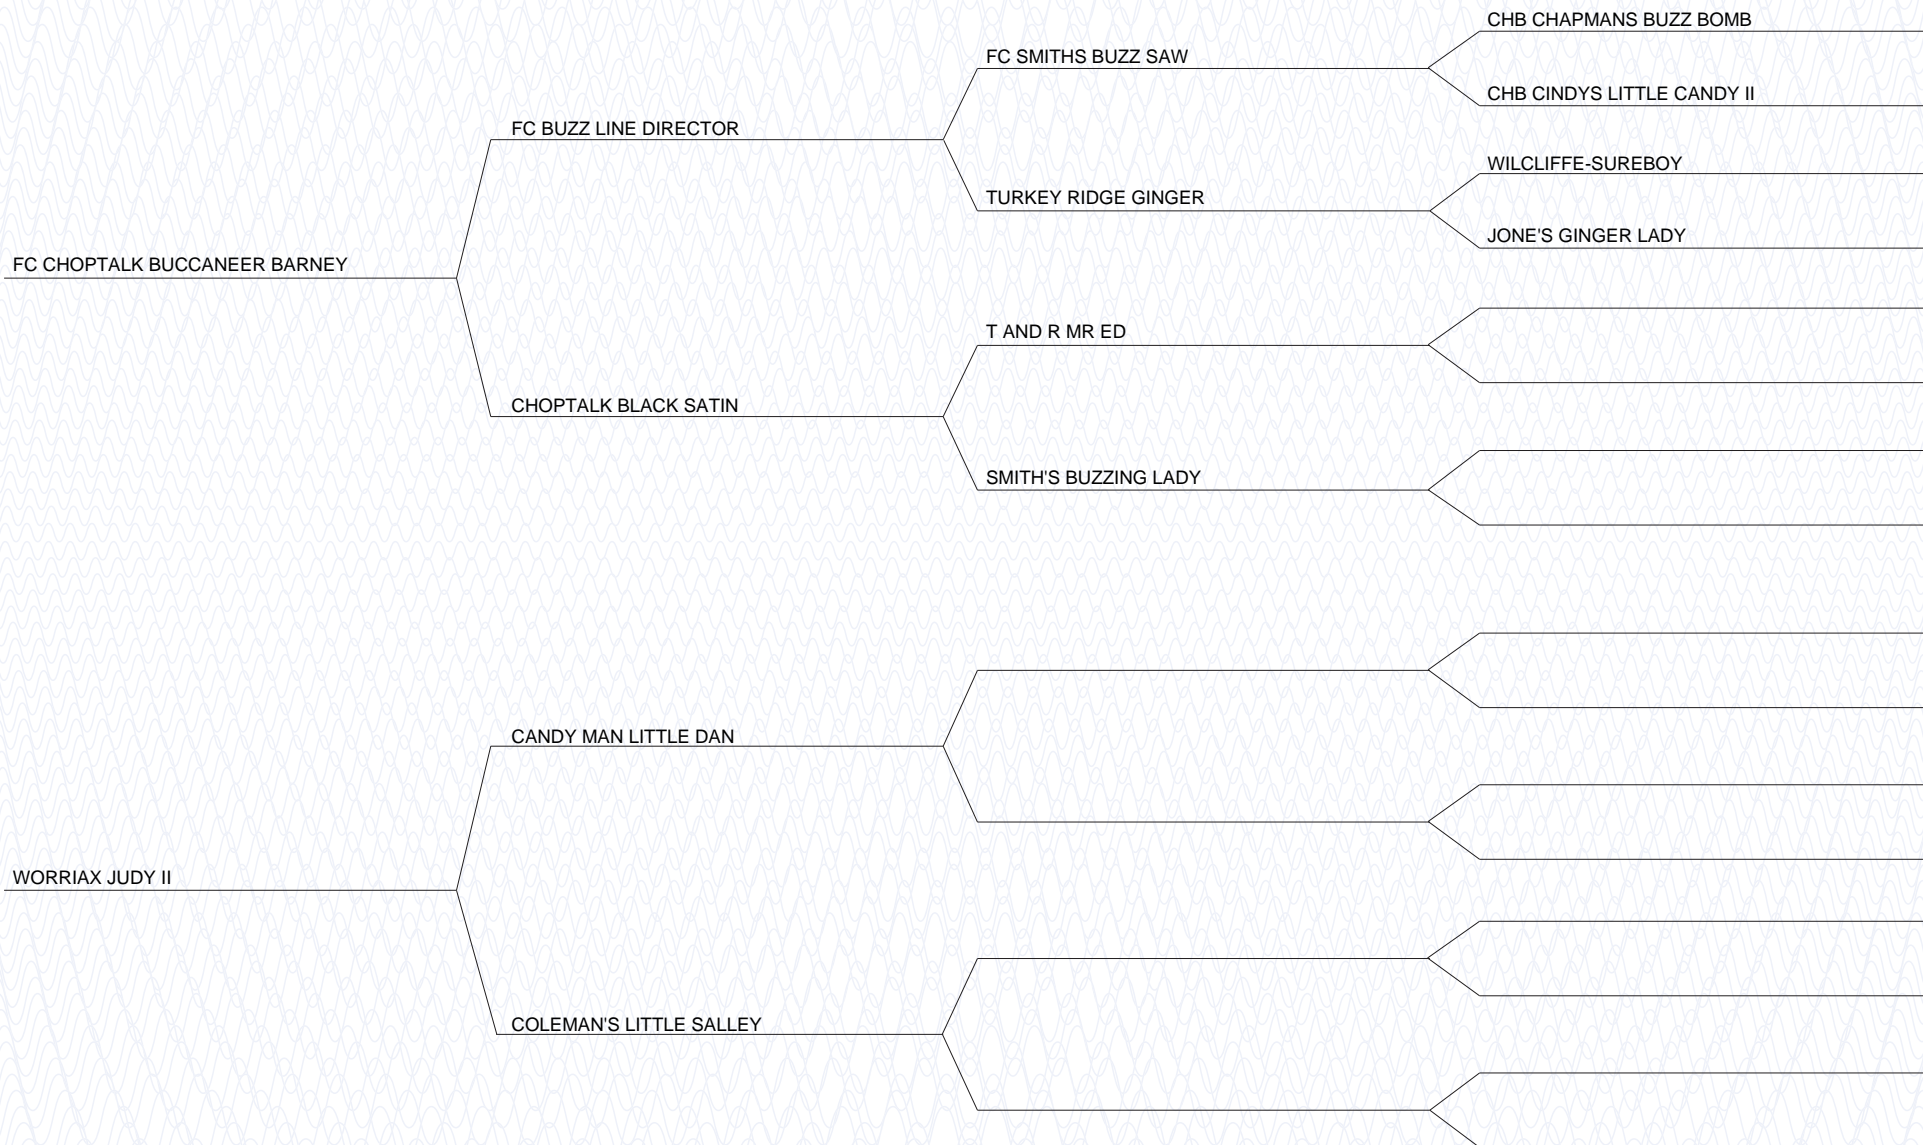 CHB CHAPMANS BUZZ BOMB
FC SMITHS BUZZ SAW
CHB CINDYS LITTLE CANDY II
FC BUZZ LINE DIRECTOR
WILCLIFFE-SUREBOY
TURKEY RIDGE GINGER
JONE'S GINGER LADY
FC CHOPTALK BUCCANEER BARNEY
T AND R MR ED
CHOPTALK BLACK SATIN
SMITH'S BUZZING LADY
CANDY MAN LITTLE DAN
WORRIAX JUDY II
COLEMAN'S LITTLE SALLEY